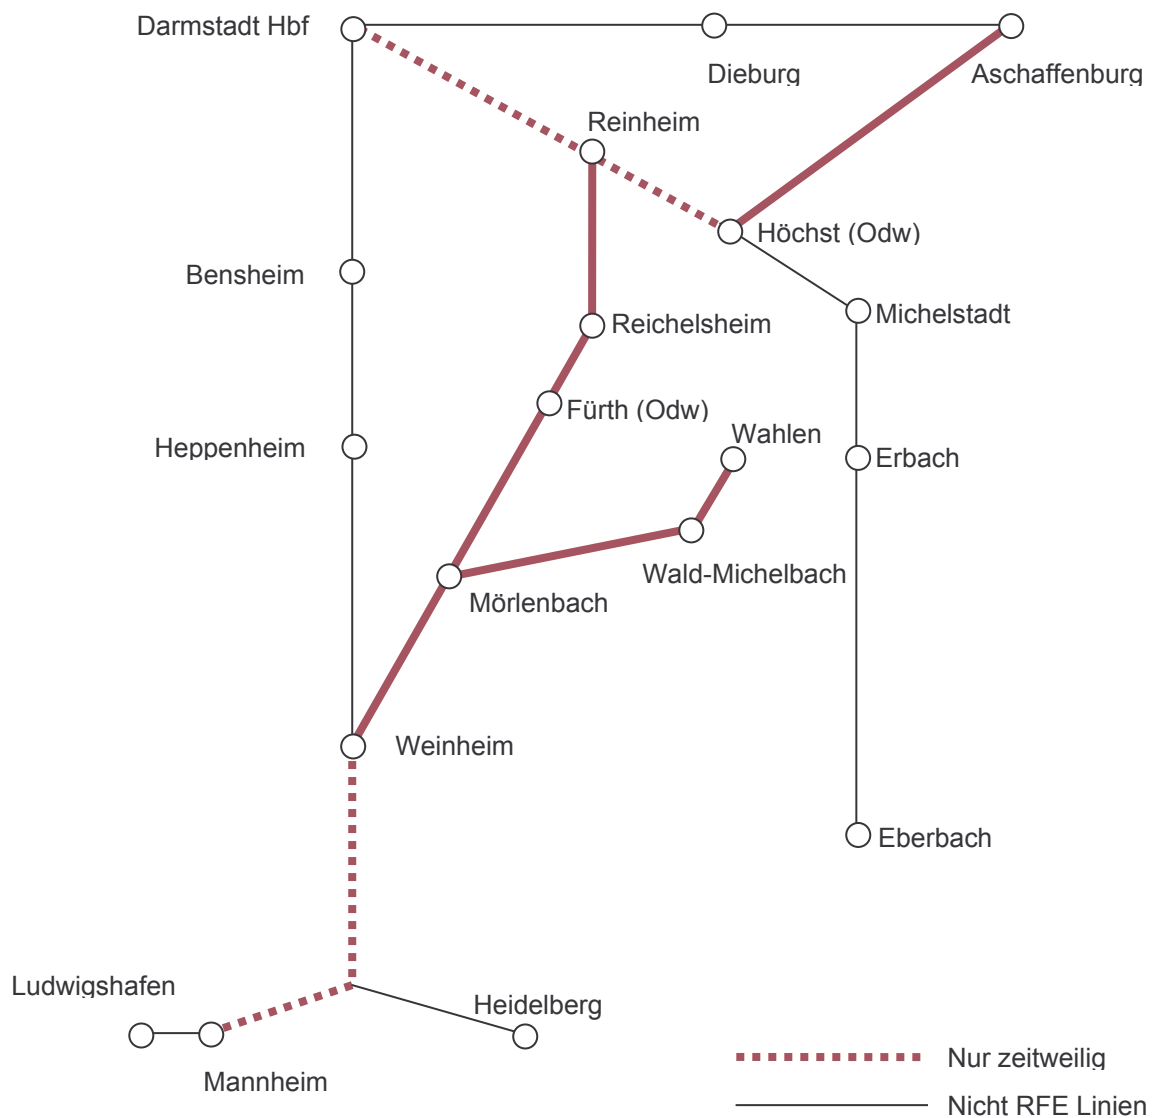 Darmstadt Hbf
Dieburg
Aschaffenburg
Reinheim
Höchst (Odw)
Bensheim
Michelstadt
Reichelsheim
Fürth (Odw)
Wahlen
Heppenheim
Erbach
Wald-Michelbach
Mörlenbach
Weinheim
Eberbach
Ludwigshafen
Heidelberg
Mannheim
Nur zeitweilig
Nicht RFE Linien